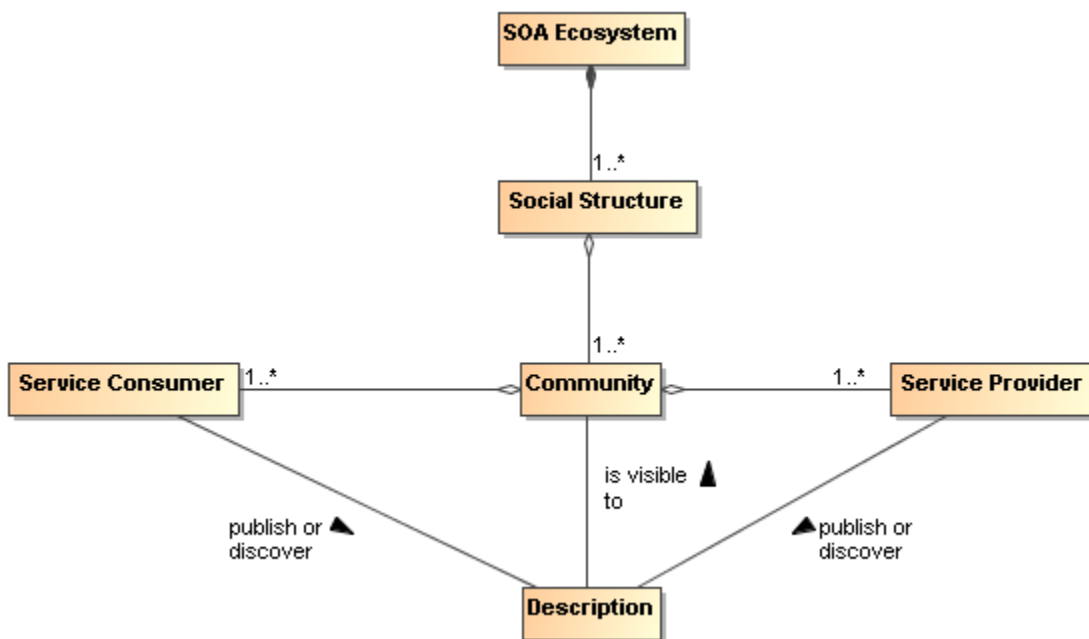 SOA Ecosystem
1..*
Social Structure
1..*
Service Consumer
1..*
Community
1..*
Service Provider
is visible
to
publish or
discover
publish or
discover
Description